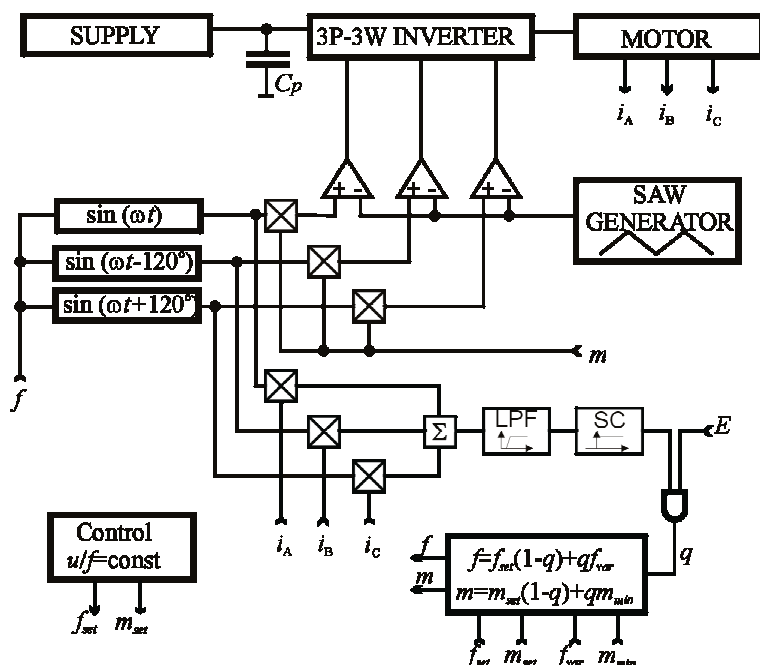 SUPPLY
3P-3W INVERTER
MOTOR
Cp
iA
iB
iC
+ -
+ -
+ -
sin (ωt)
sin (ωt-120°)
sin (ωt+120°)
SAW
GENERATOR
m
f
Σ
LPF
SC
E
iA
iB
iC
q
Control
u/f=const
fset
mset
f
m
f=fset(1-q)+qfvar
m=mset(1-q)+qmmin
fset
mset
fvar
mmin